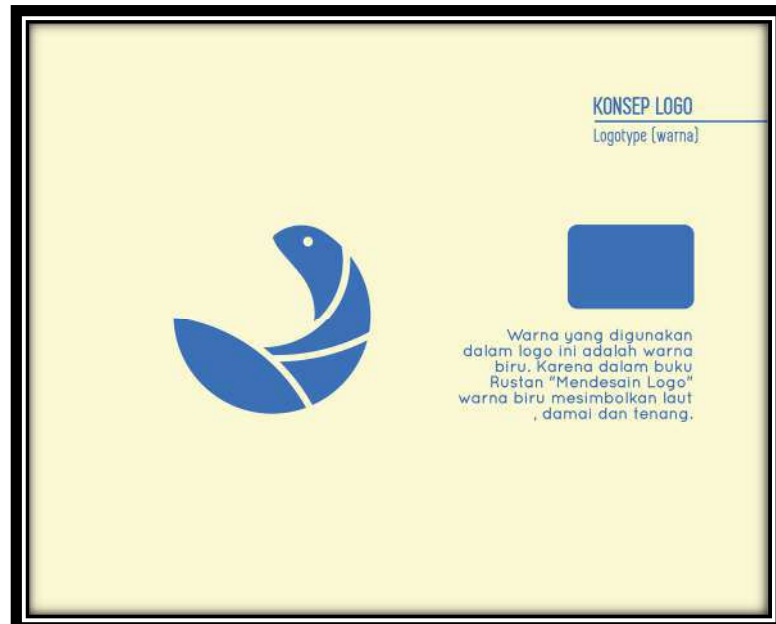 KONSEP LOGO
Logotype (warna)
Warna yang digunakan
dalam logo ini adalah warna
biru. Karena dalam buku
Rustan "Mendesain Logo"
warna biru mesimbolkan laut
, damai dan tenang.